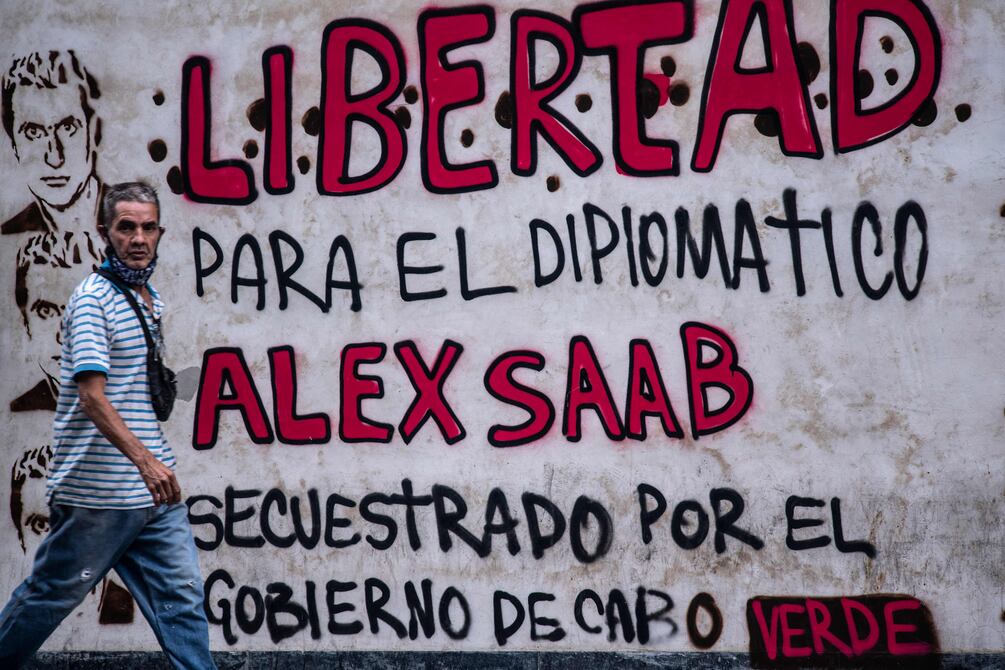 LIBERTAD
PARA EL DIPLOMATICO
ALEX SAAB
SECUESTRADO POR EL
GOBIERNO DE CABO VERDE